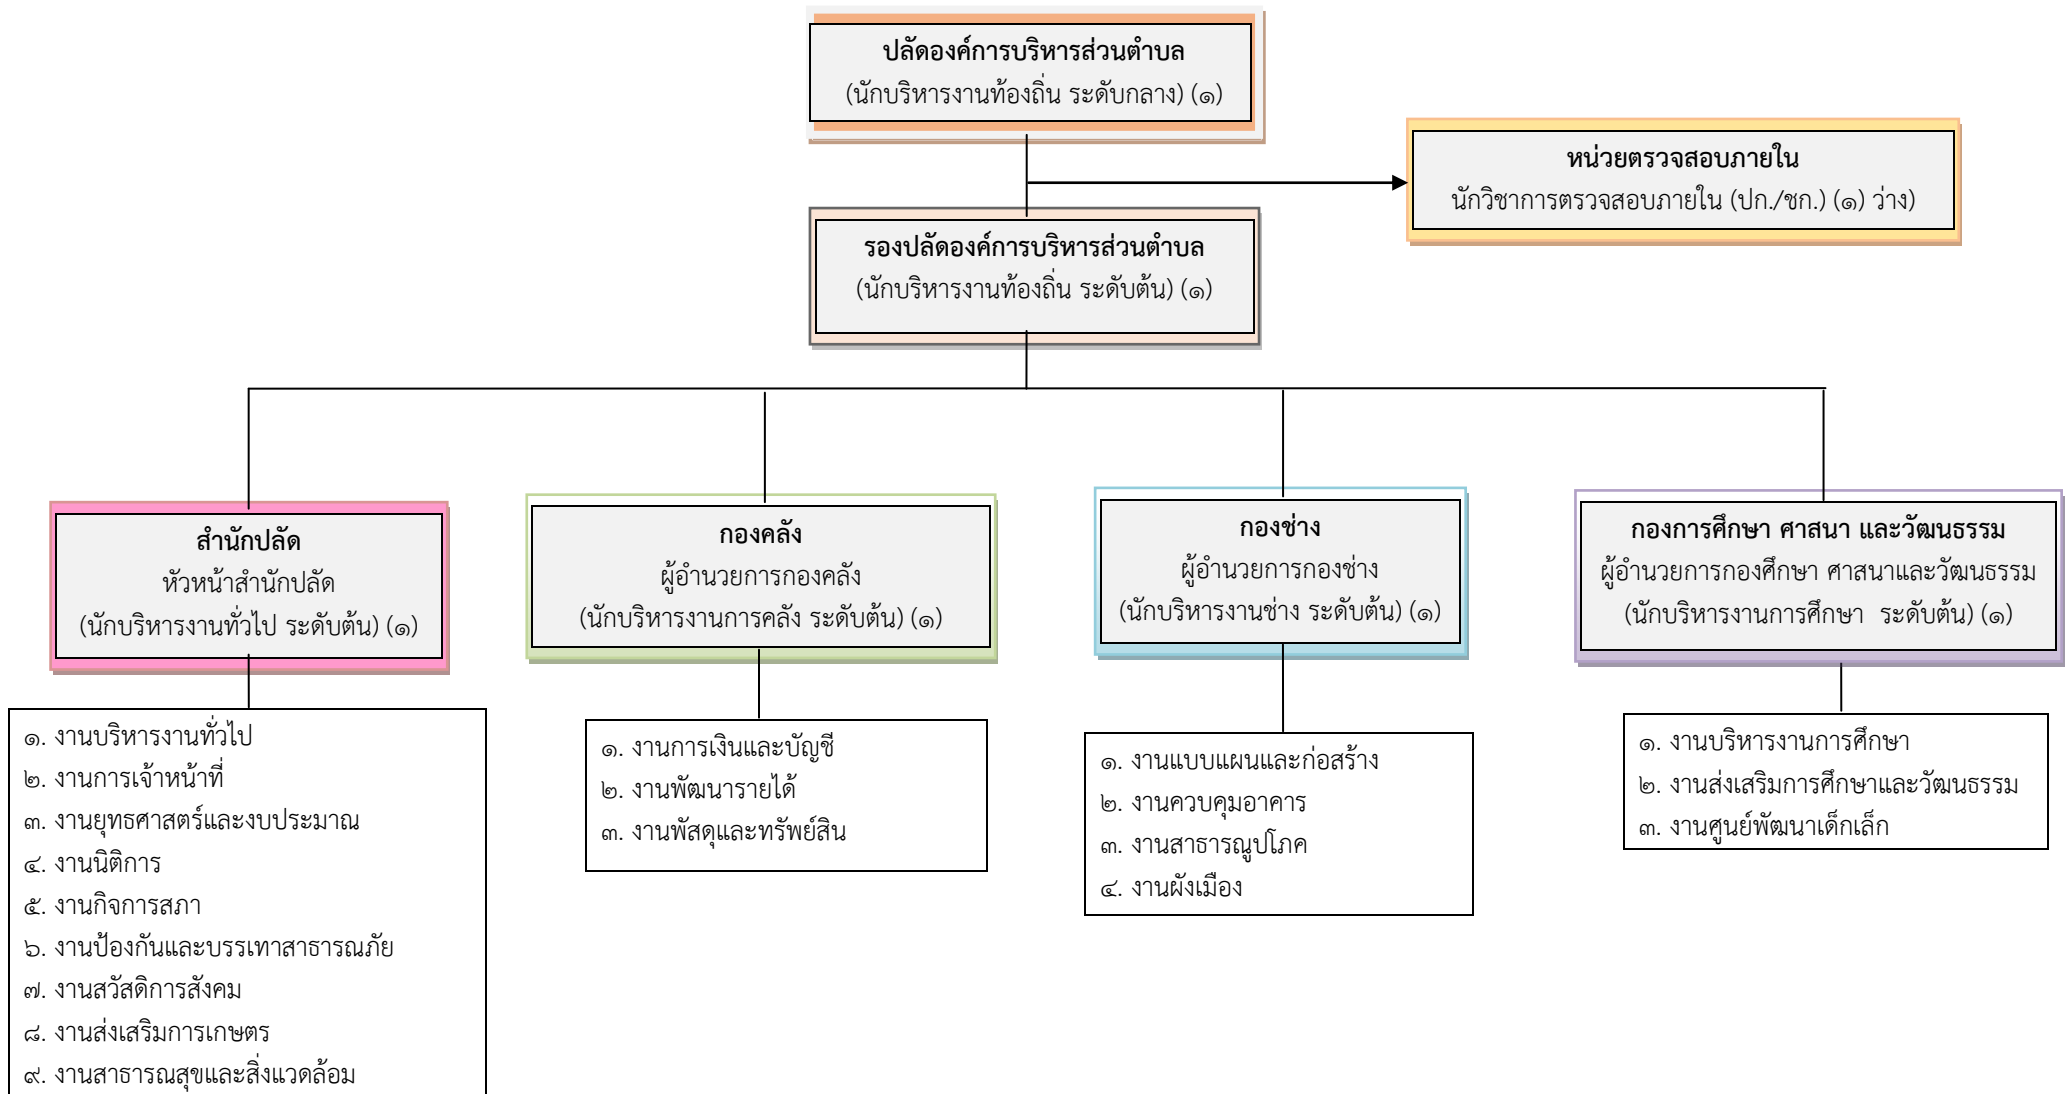 ปลัดองค์การบริหารส่วนตำบล
(นักบริหารงานท้องถิ่น ระดับกลาง) (๑)
หน่วยตรวจสอบภายใน
นักวิชาการตรวจสอบภายใน (ปก./ชก.) (๑) ว่าง)
รองปลัดองค์การบริหารส่วนตำบล
(นักบริหารงานท้องถิ่น ระดับต้น) (๑)
สำนักปลัด
หัวหน้าสำนักปลัด
(นักบริหารงานทั่วไป ระดับต้น) (๑)
กองคลัง
ผู้อำนวยการกองคลัง
(นักบริหารงานการคลัง ระดับต้น) (๑)
กองช่าง
ผู้อำนวยการกองช่าง
(นักบริหารงานช่าง ระดับต้น) (๑)
กองการศึกษา ศาสนา และวัฒนธรรม
ผู้อำนวยการกองศึกษา ศาสนาและวัฒนธรรม
(นักบริหารงานการศึกษา ระดับต้น) (๑)
๑. งานบริหารงานทั่วไป
๒. งานการเจ้าหน้าที่
๓. งานยุทธศาสตร์และงบประมาณ
๔. งานนิติการ
๕. งานกิจการสภา
๖. งานป้องกันและบรรเทาสาธารณภัย
๗. งานสวัสดิการสังคม
๘. งานส่งเสริมการเกษตร
๙. งานสาธารณสุขและสิ่งแวดล้อม
๑. งานการเงินและบัญชี
๒. งานพัฒนารายได้
๓. งานพัสดุและทรัพย์สิน
๑. งานแบบแผนและก่อสร้าง
๒. งานควบคุมอาคาร
๓. งานสาธารณูปโภค
๔. งานผังเมือง
๑. งานบริหารงานการศึกษา
๒. งานส่งเสริมการศึกษาและวัฒนธรรม
๓. งานศูนย์พัฒนาเด็กเล็ก